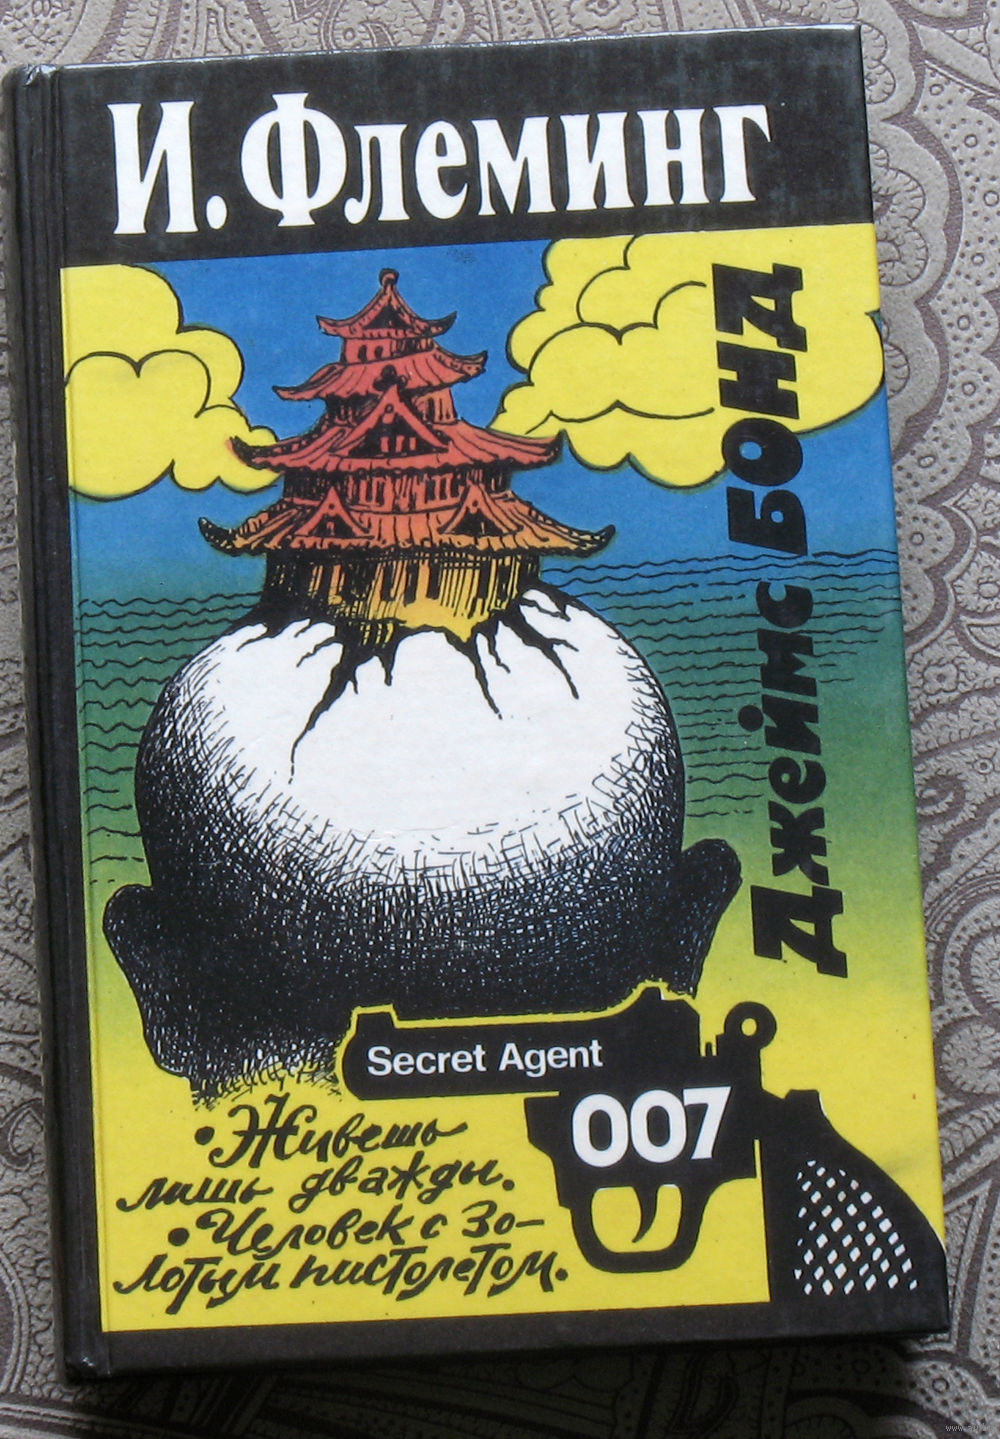 И. Флеминг
Джеймс Бонд
Secret Agent
007
• Живешь
лишь дважды.
• Человек с Зо-
лотым пистолетом.